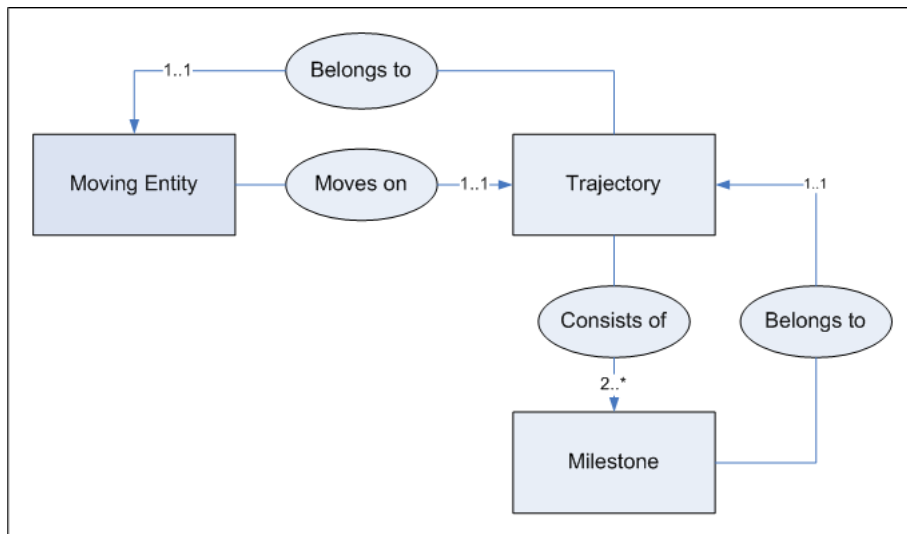 Belongs to
1..1
Moving Entity
Moves on
1..1
Trajectory
1..1
Consists of
Belongs to
2..*
Milestone